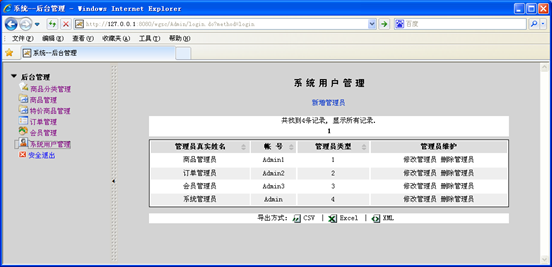 系统--后台管理 - Windows Internet Explorer
http://127.0.0.1:8080/egov/Admin/login.do?method=login
百度
文件(F) 编辑(E) 查看(V) 收藏夹(A) 工具(T) 帮助(H)
系统--后台管理
后台管理
商品分类管理
商品管理
特价商品管理
订单管理
会员管理
系统用户管理
安全退出
系统用户管理
新增管理员
共找到4条记录, 显示所有记录.
1
管理员真实姓名 帐 号 管理员类型 管理员维护
商品管理员 Admin1 1 修改管理员 删除管理员
订单管理员 Admin2 2 修改管理员 删除管理员
会员管理员 Admin3 3 修改管理员 删除管理员
系统管理员 Admin 4 修改管理员 删除管理员
导出方式: CSV | Excel | XML